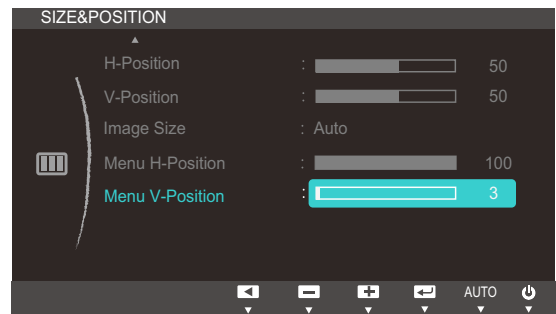 SIZE&POSITION
H-Position : 50
V-Position : 50
Image Size : Auto
Menu H-Position : 100
Menu V-Position : 3
AUTO